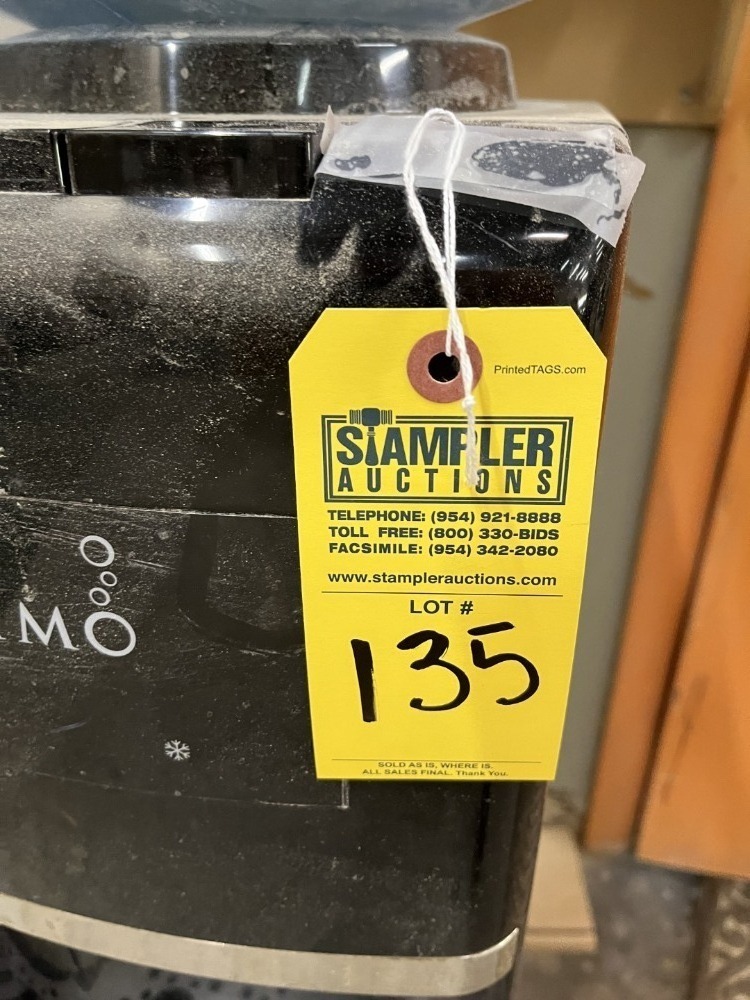 PrintedTAGS.com
STAMPLER
AUCTIONS
TELEPHONE: (954) 921-8888
TOLL FREE: (800) 330-BIDS
FACSIMILE: (954) 342-2080
www.stamplerauctions.com
LOT #
135
MO
SOLD AS IS, WHERE IS.
ALL SALES FINAL. Thank You.